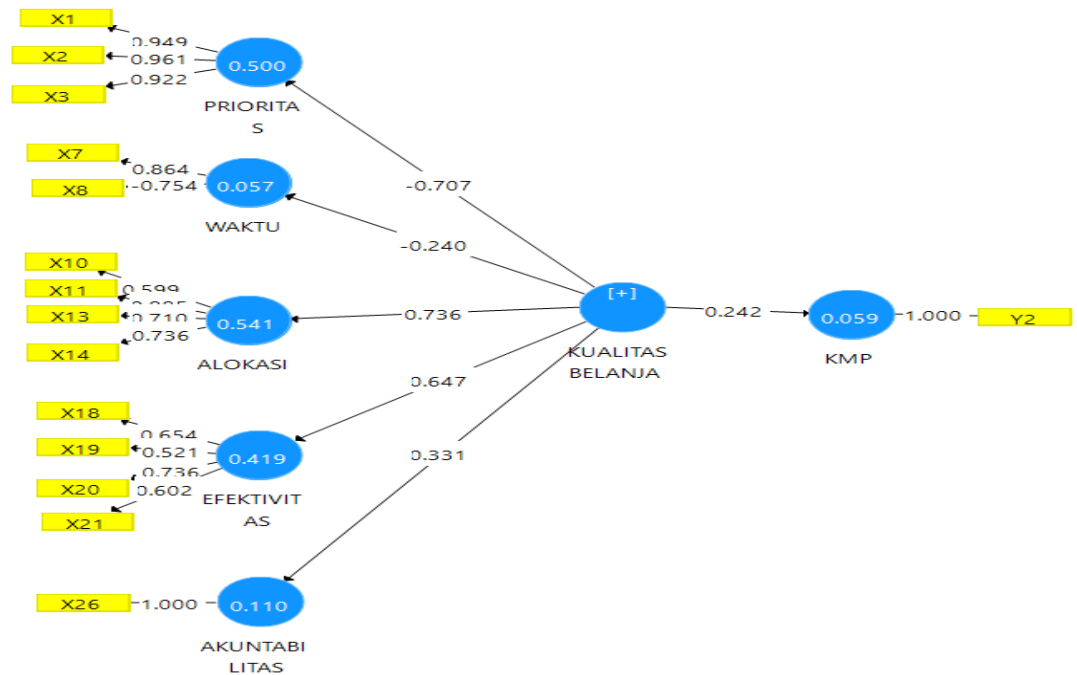 X1
0.949
X2
0.961
0.500
X3
0.922
PRIORITA
S
X7
0.864
-0.707
X8
-0.754
0.057
WAKTU
-0.240
X10
0.599
X11
X13
0.710
0.541
0.736
[+]
0.242
0.059
1.000
Y2
X14
0.736
ALOKASI
KUALITAS
BELANJA
KMP
0.647
X18
0.654
X19
0.521
0.419
0.331
X20
0.736
X21
0.602
EFEKTIVIT
AS
X26
1.000
0.110
AKUNTABI
LITAS